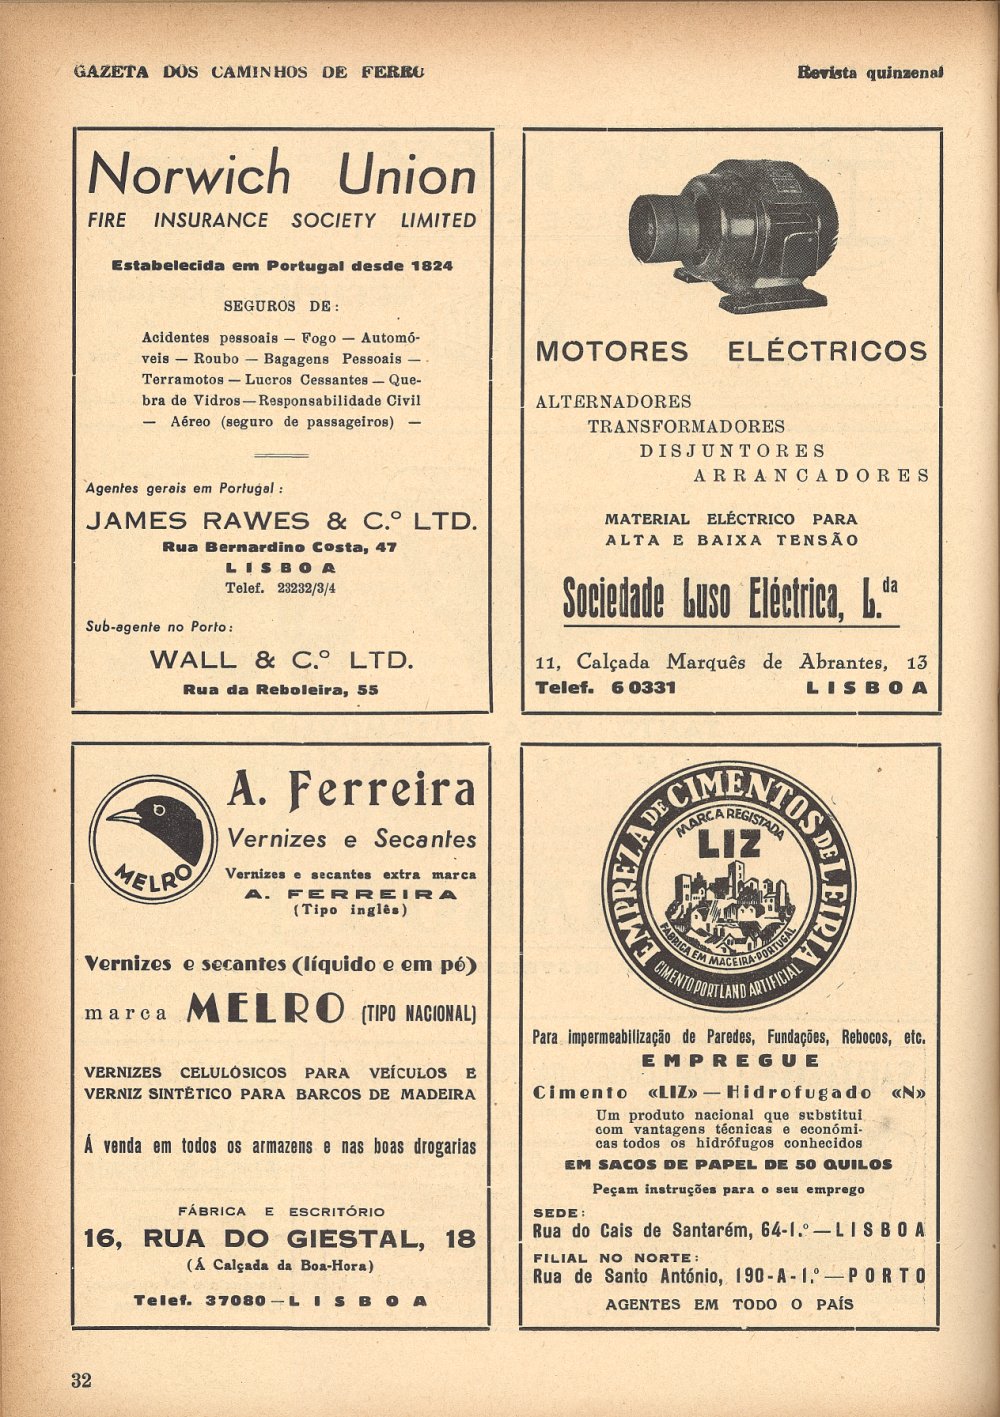 GAZETA DOS CAMINHOS DE FERRO
Revista quinzenal
Norwich Union
FIRE INSURANCE SOCIETY LIMITED
Estabelecida em Portugal desde 1824
SEGUROS DE:
Acidentes pessoais — Fogo — Automó-
veis — Roubo — Bagagens Pessoais —
Terramotos — Lucros Cessantes — Que-
bra de Vidros—Responsabilidade Civil
— Aéreo (seguro de passageiros) —
Agentes gerais em Portugal:
JAMES RAWES & C.º LTD.
Rua Bernardino Costa, 47
LISBOA
Telef. 23232/3/4
Sub-agente no Porto:
WALL & C.º LTD.
Rua da Reboleira, 55
MOTORES ELÉCTRICOS
ALTERNADORES
TRANSFORMADORES
DISJUNTORES
ARRANCADORES
MATERIAL ELÉCTRICO PARA
ALTA E BAIXA TENSÃO
Sociedade Luso Eléctrica, L.da
11, Calçada Marquês de Abrantes, 13
Telef. 60331 LISBOA
MELRO
A. Ferreira
Vernizes e Secantes
Vernizes e secantes extra marca
A. FERREIRA
(Tipo inglês)
Vernizes e secantes (líquido e em pó)
marca MELRO (TIPO NACIONAL)
VERNIZES CELULÓSICOS PARA VEÍCULOS E
VERNIZ SINTÉTICO PARA BARCOS DE MADEIRA
Á venda em todos os armazens e nas boas drogarias
FÁBRICA E ESCRITÓRIO
16, RUA DO GIESTAL, 18
(Á Calçada da Boa-Hora)
Telef. 37080—LISBOA
EMPREZA DE CIMENTOS DE LEIRIA
MARCA REGISTADA
LIZ
FABRICA EM MACEIRA-PORTUGAL
CIMENTO PORTLAND ARTIFICIAL
Para impermeabilização de Paredes, Fundações, Rebocos, etc.
EMPREGUE
Cimento «LIZ» — Hidrofugado «N»
Um produto nacional que substitui
com vantagens técnicas e económi-
cas todos os hidrófugos conhecidos
EM SACOS DE PAPEL DE 50 QUILOS
Peçam instruções para o seu emprego
SEDE:
Rua do Cais de Santarém, 64-1.º — LISBOA
FILIAL NO NORTE:
Rua de Santo António, 190-A-1.º — PORTO
AGENTES EM TODO O PAÍS
32